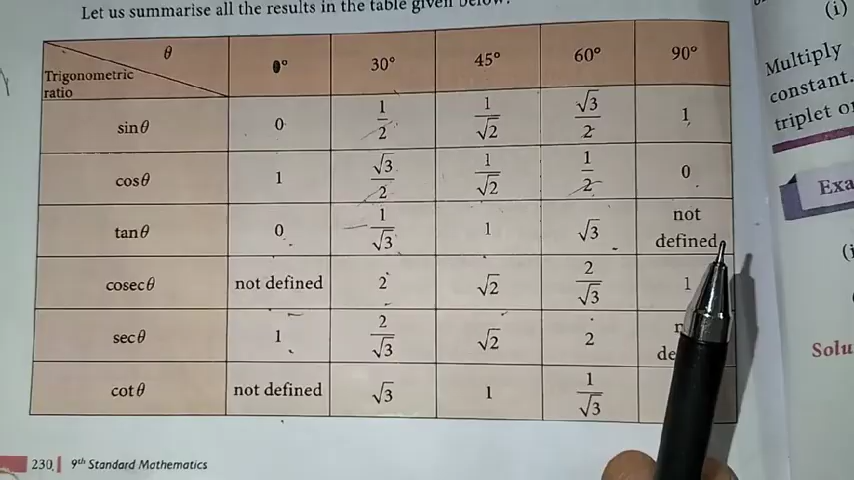 Let us summarise all the results in the table given below.
θ
Trigonometric
ratio
0° 30° 45° 60° 90°
sinθ 0 1/2 1/√2 √3/2 1
cosθ 1 √3/2 1/√2 1/2 0
tanθ 0 1/√3 1 √3 not defined
cosecθ not defined 2 √2 2/√3 1
secθ 1 2/√3 √2 2
cotθ not defined √3 1 1/√3
230 9th Standard Mathematics
(i)
Multiply
constant.
triplet
Solu